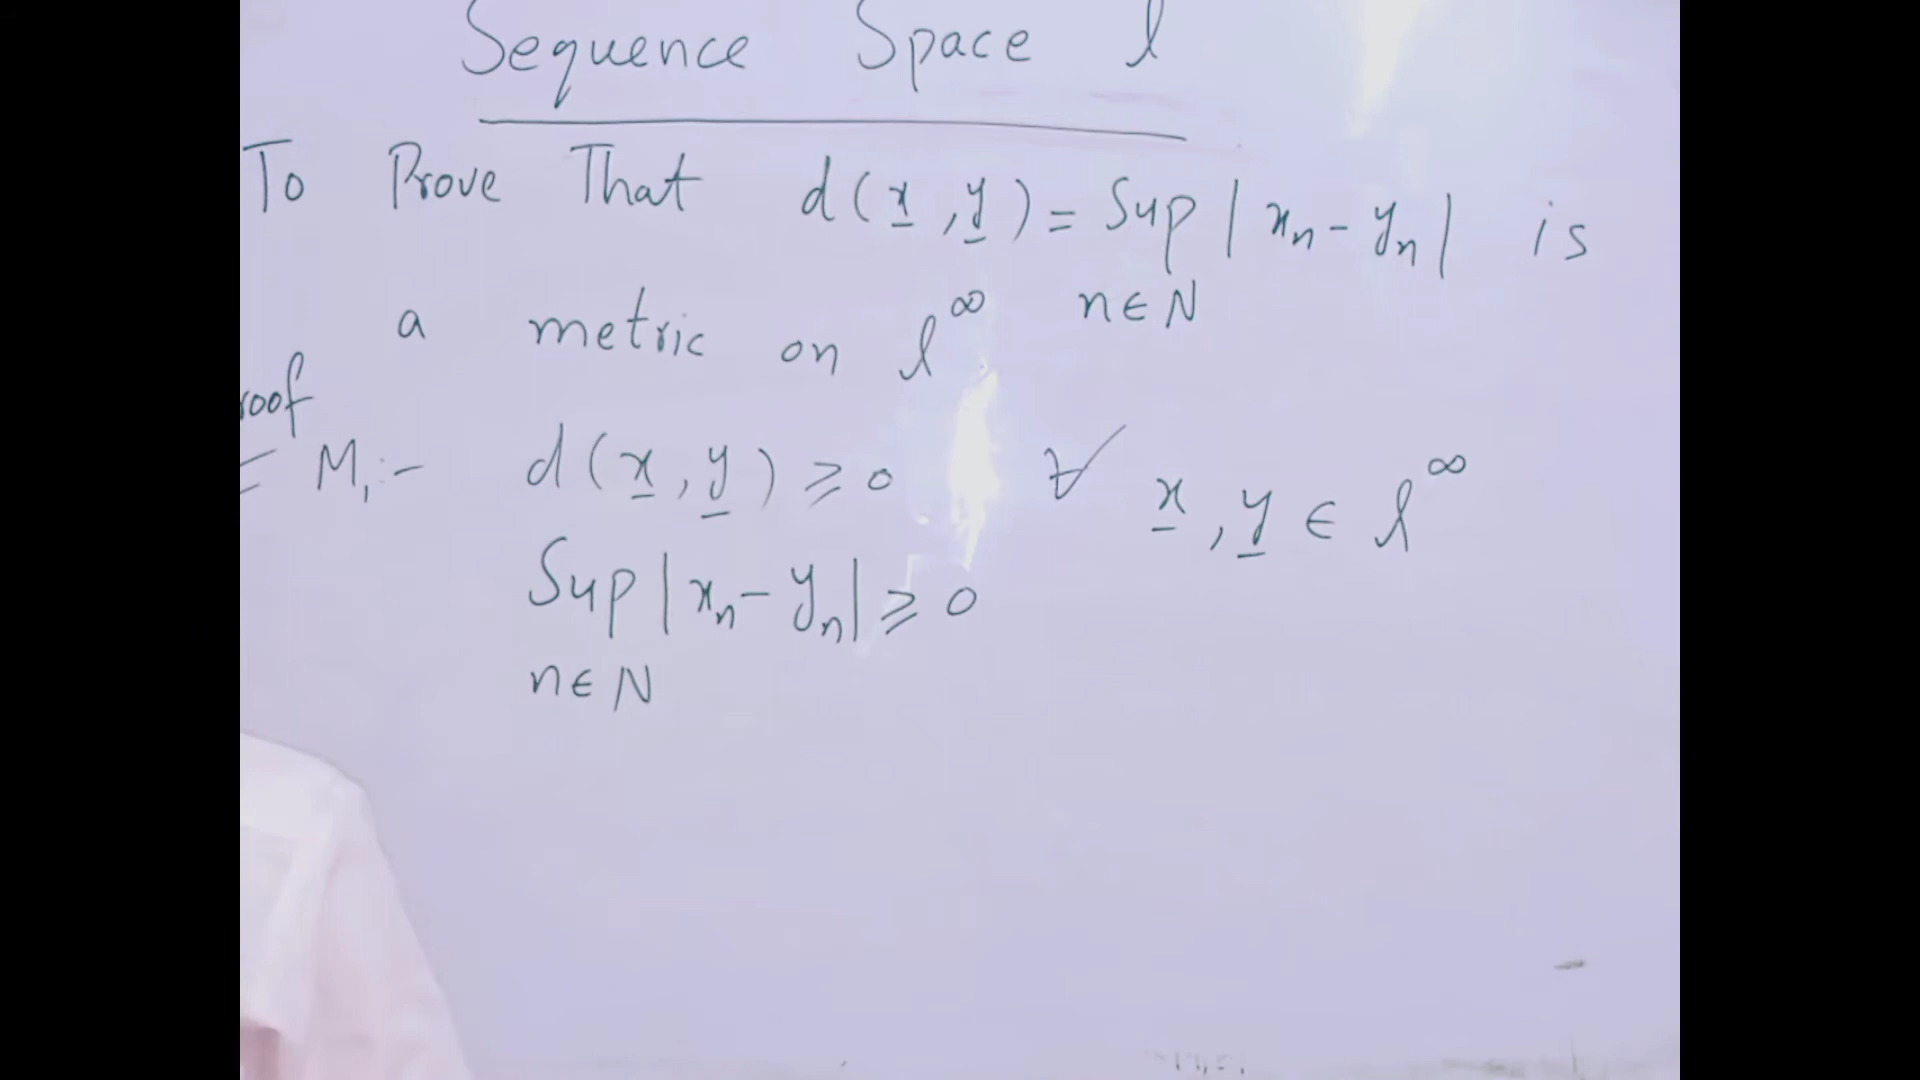 Sequence Space l
To Prove That d(x, y) = Sup | xn - yn | is
n∈N
a metric on l^∞
roof
M₁:- d(x, y) ⩾ 0 ∀ x, y ∈ l^∞
Sup | xn - yn | ⩾ 0
n∈N